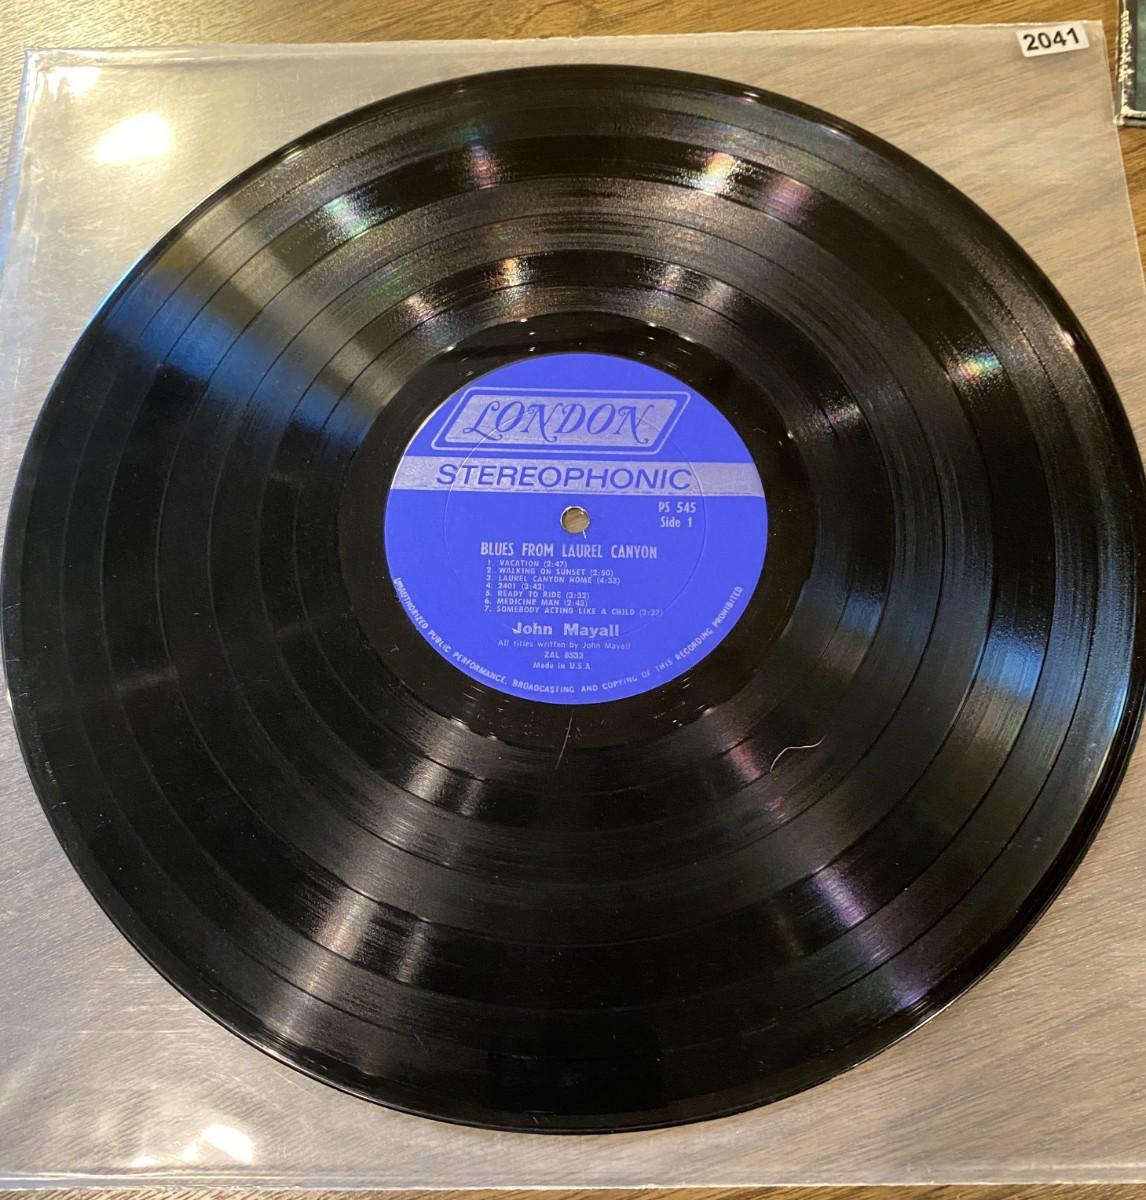 2041
LONDON
STEREOPHONIC
PS 545
Side 1
BLUES FROM LAUREL CANYON
1. VACATION (2:47)
2. WALKING ON SUNSET (2:50)
3. LAUREL CANYON HOME (4:33)
4. 2401 (3:42)
5. READY TO RIDE (3:32)
6. MEDICINE MAN (2:43)
7. SOMEBODY ACTING LIKE A CHILD (3:27)
John Mayall
All titles written by John Mayall
ZAL 8532
Made in U.S.A.
UNAUTHORIZED PUBLIC PERFORMANCE, BROADCASTING AND COPYING OF THIS RECORDING PROHIBITED